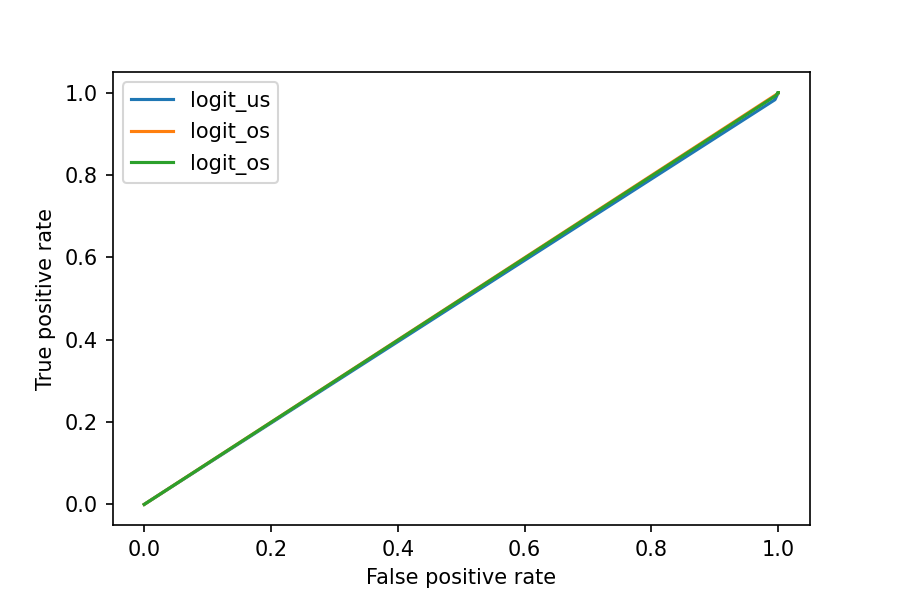 logit_us
logit_os
logit_os
True positive rate
1.0
0.8
0.6
0.4
0.2
0.0
0.0 0.2 0.4 0.6 0.8 1.0
False positive rate